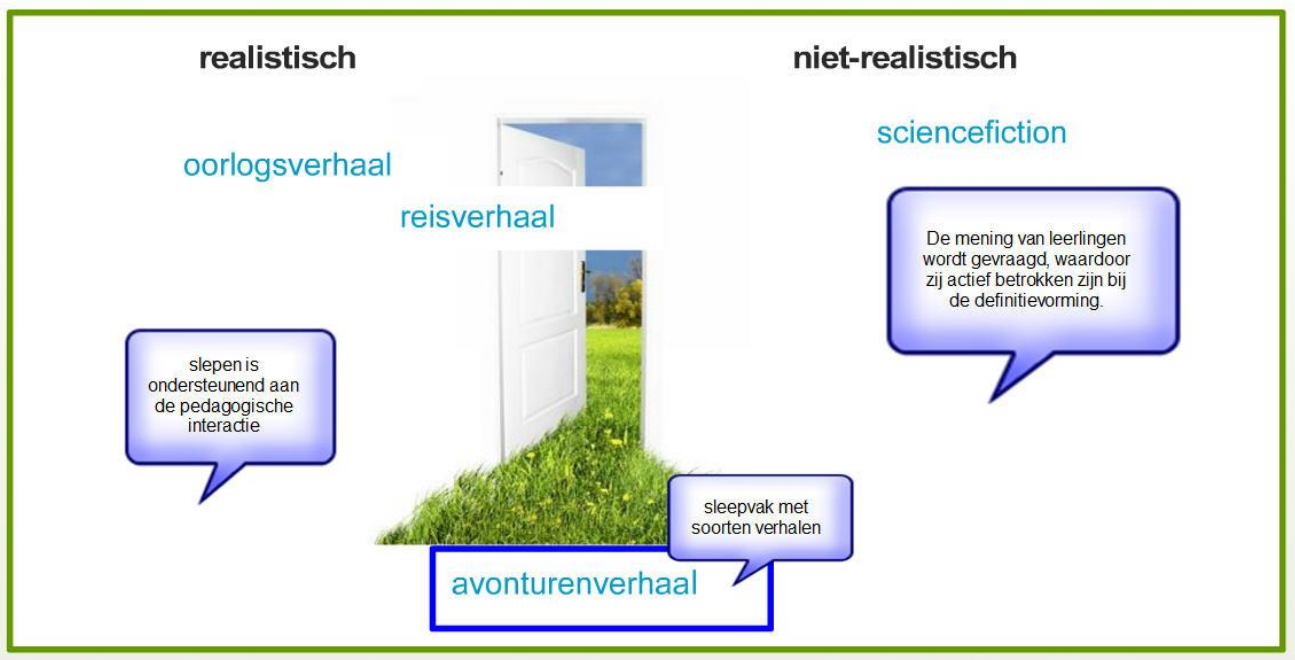 realistisch
niet-realistisch
sciencefiction
oorlogsverhaal
reisverhaal
De mening van leerlingen
wordt gevraagd, waardoor
zij actief betrokken zijn bij
de definitievorming.
slepen is
ondersteunend aan
de pedagogische
interactie
sleepvak met
soorten verhalen
avonturenverhaal